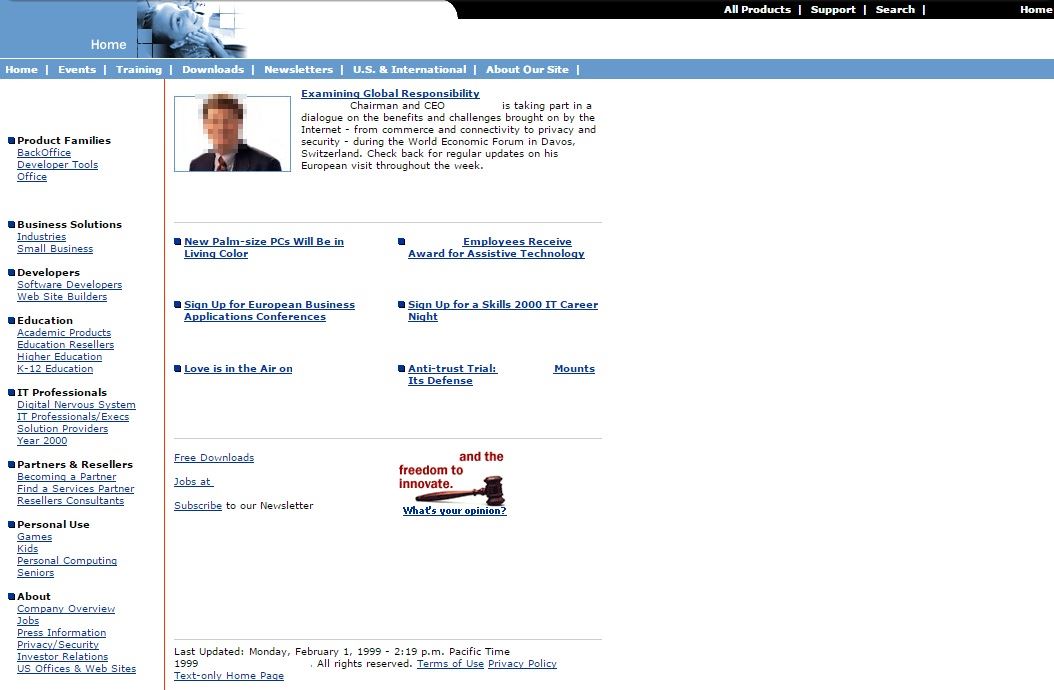 All Products | Support | Search | Home
Home
Home | Events | Training | Downloads | Newsletters | U.S. & International | About Our Site |
Product Families
BackOffice
Developer Tools
Office
Business Solutions
Industries
Small Business
Developers
Software Developers
Web Site Builders
Education
Academic Products
Education Resellers
Higher Education
K-12 Education
IT Professionals
Digital Nervous System
IT Professionals/Execs
Solution Providers
Year 2000
Partners & Resellers
Becoming a Partner
Find a Services Partner
Resellers Consultants
Personal Use
Games
Kids
Personal Computing
Seniors
About
Company Overview
Jobs
Press Information
Privacy/Security
Investor Relations
US Offices & Web Sites
Examining Global Responsibility
Chairman and CEO is taking part in a
dialogue on the benefits and challenges brought on by the
Internet - from commerce and connectivity to privacy and
security - during the World Economic Forum in Davos,
Switzerland. Check back for regular updates on his
European visit throughout the week.
New Palm-size PCs Will Be in
Living Color
Employees Receive
Award for Assistive Technology
Sign Up for European Business
Applications Conferences
Sign Up for a Skills 2000 IT Career
Night
Love is in the Air on
Anti-trust Trial: Mounts
Its Defense
Free Downloads
Jobs at
Subscribe to our Newsletter
and the
freedom to
innovate.
What's your opinion?
Last Updated: Monday, February 1, 1999 - 2:19 p.m. Pacific Time
1999 . All rights reserved. Terms of Use Privacy Policy
Text-only Home Page